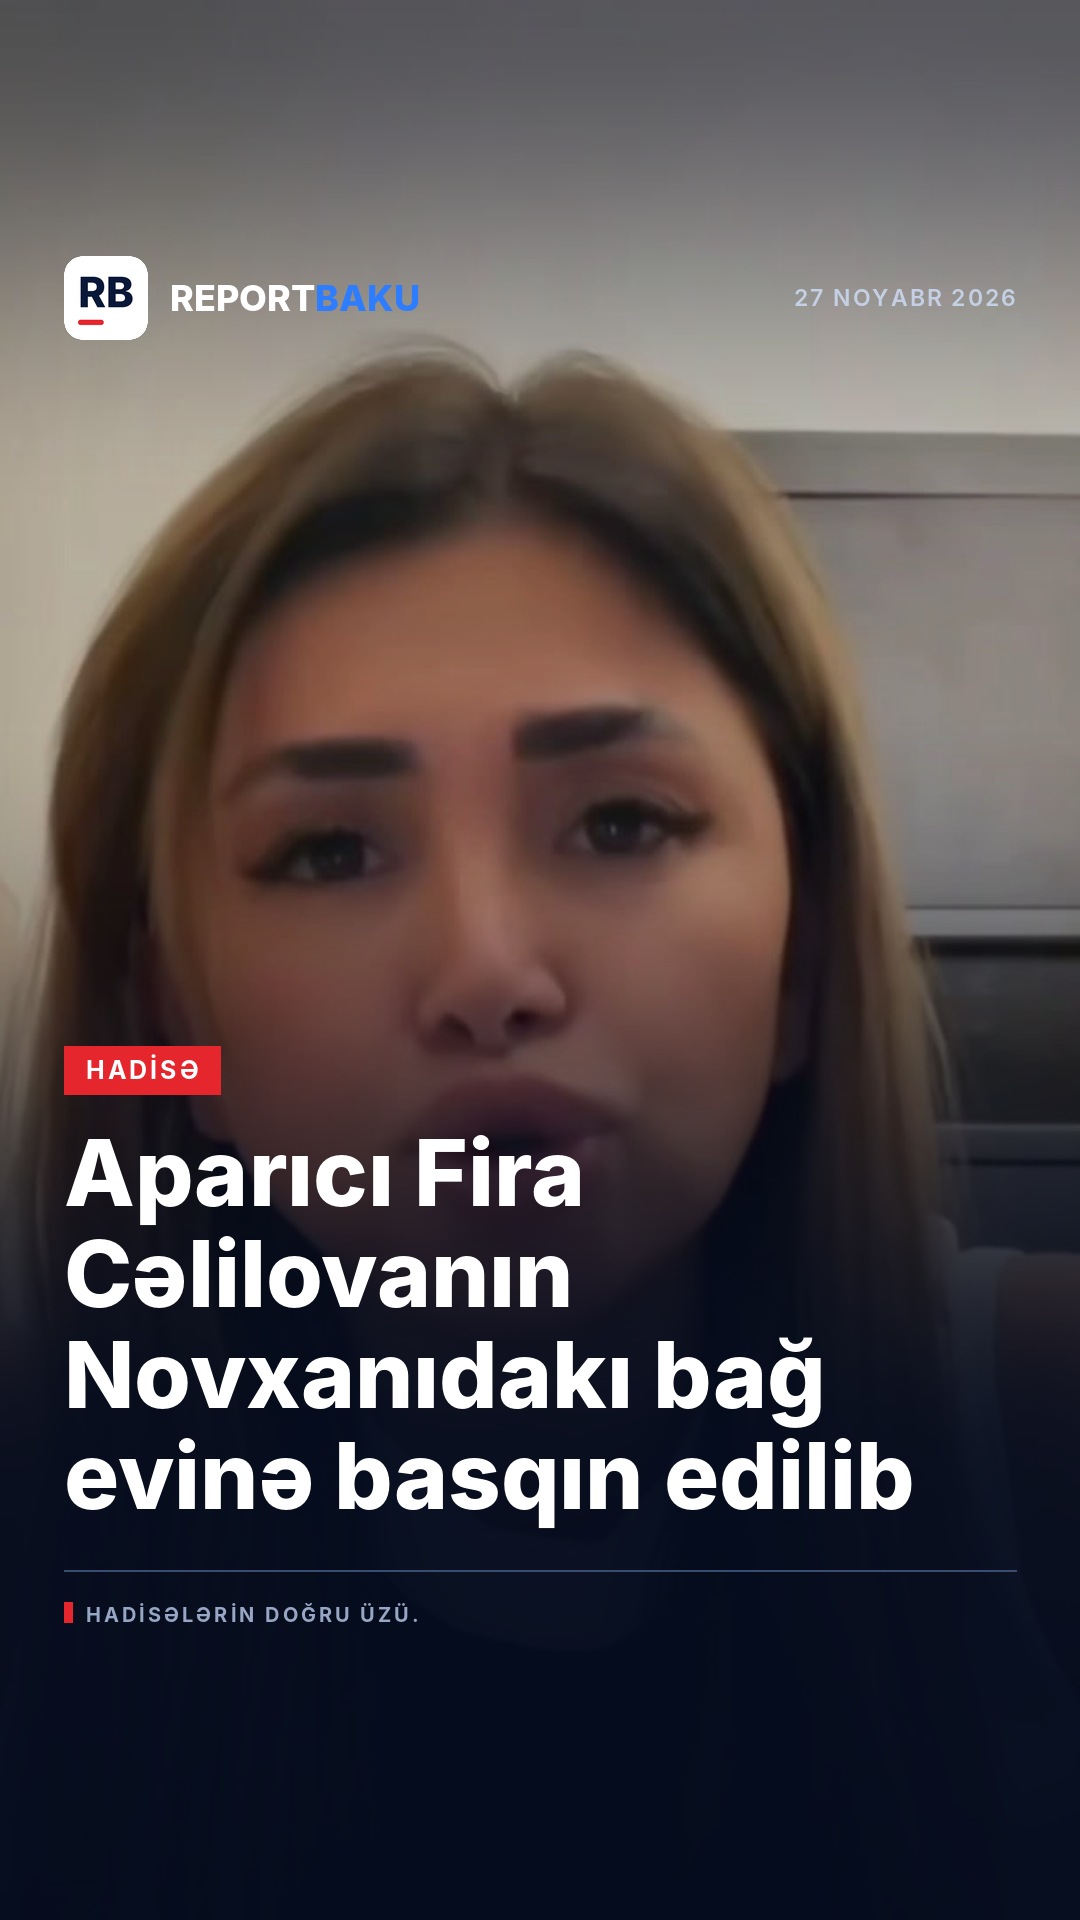 RB
REPORTBAKU
27 NOYABR 2026
HADİSƏ
Aparıcı Fira
Cəlilovanın
Novxanıdakı bağ
evinə basqın edilib
HADİSƏLƏRİN DOĞRU ÜZÜ.